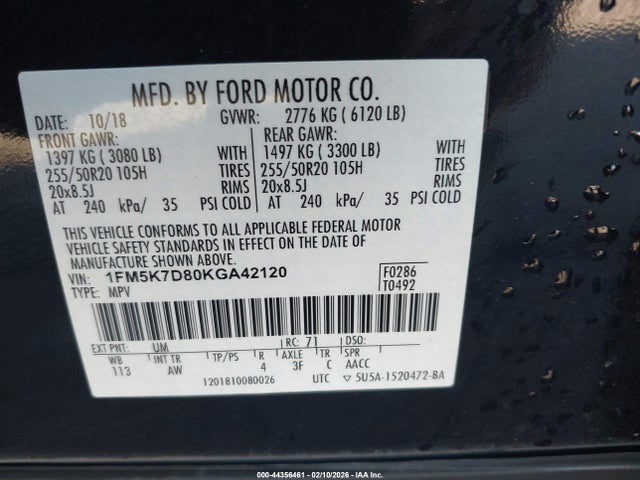 MFD. BY FORD MOTOR CO.
DATE: 10/18 GVWR: 2776 KG ( 6120 LB)
FRONT GAWR: REAR GAWR:
1397 KG ( 3080 LB) WITH 1497 KG ( 3300 LB) WITH
255/50R20 105H TIRES 255/50R20 105H TIRES
20x8.5J RIMS 20x8.5J RIMS
AT 240 kPa/ 35 PSI COLD AT 240 kPa/ 35 PSI COLD
THIS VEHICLE CONFORMS TO ALL APPLICABLE FEDERAL MOTOR
VEHICLE SAFETY STANDARDS IN EFFECT ON THE DATE OF
MANUFACTURE SHOWN ABOVE.
VIN: 1FM5K7D80KGA42120 F0286
TYPE: MPV T0492
EXT PNT: UM RC: 71 DSO:
WB INT TR TP/PS R AXLE TR SPR
113 AW 4 3F C AACC
1201810080026 UTC 5U5A-1520472-BA
000-44356461 - 02/10/2026 - IAA Inc.